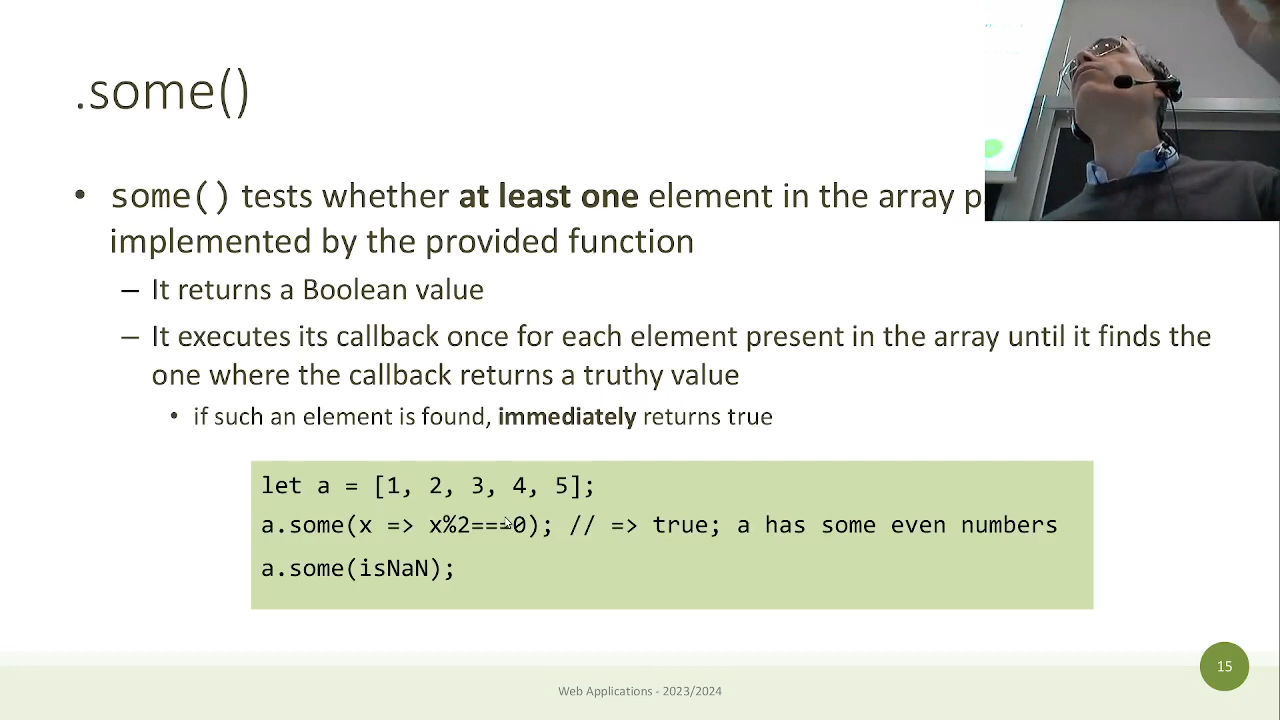 .some()
• some() tests whether at least one element in the array
implemented by the provided function
– It returns a Boolean value
– It executes its callback once for each element present in the array until it finds the
one where the callback returns a truthy value
• if such an element is found, immediately returns true
let a = [1, 2, 3, 4, 5];
a.some(x => x%2===0); // => true; a has some even numbers
a.some(isNaN);
15
Web Applications - 2023/2024